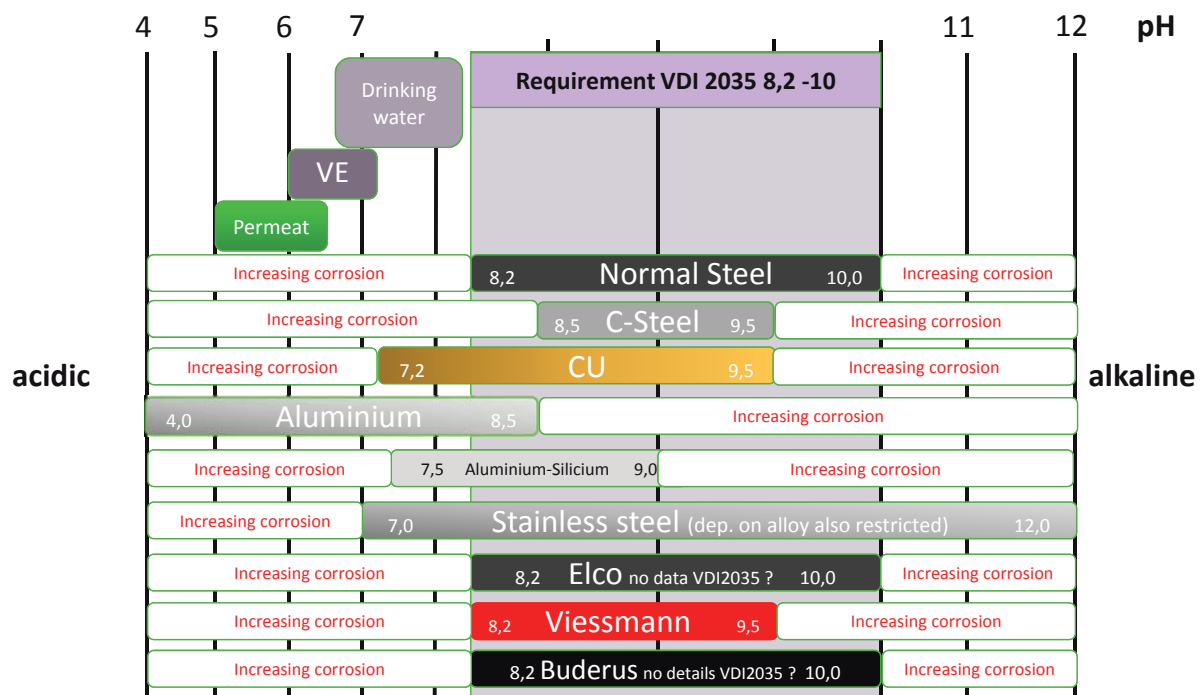 4 5 6 7 11 12 pH
Requirement VDI 2035 8,2 -10
Drinking
water
VE
Permeat
Increasing corrosion 8,2 Normal Steel 10,0 Increasing corrosion
Increasing corrosion 8,5 C-Steel 9,5 Increasing corrosion
Increasing corrosion 7,2 CU 9,5 Increasing corrosion
acidic alkaline
4,0 Aluminium 8,5 Increasing corrosion
Increasing corrosion 7,5 Aluminium-Silicium 9,0 Increasing corrosion
Increasing corrosion 7,0 Stainless steel (dep. on alloy also restricted) 12,0
Increasing corrosion 8,2 Elco no data VDI2035 ? 10,0 Increasing corrosion
Increasing corrosion 8,2 Viessmann 9,5 Increasing corrosion
Increasing corrosion 8,2 Buderus no details VDI2035 ? 10,0 Increasing corrosion